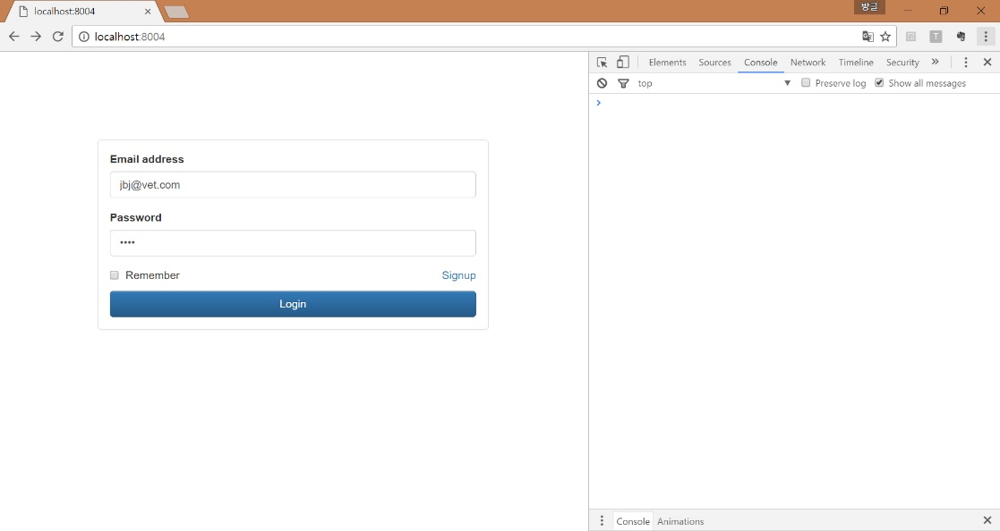 localhost:8004
방글
localhost:8004
T
Elements Sources Console Network Timeline Security »
top Preserve log Show all messages
Email address
jbj@vet.com
Password
••••
Remember Signup
Login
Console Animations